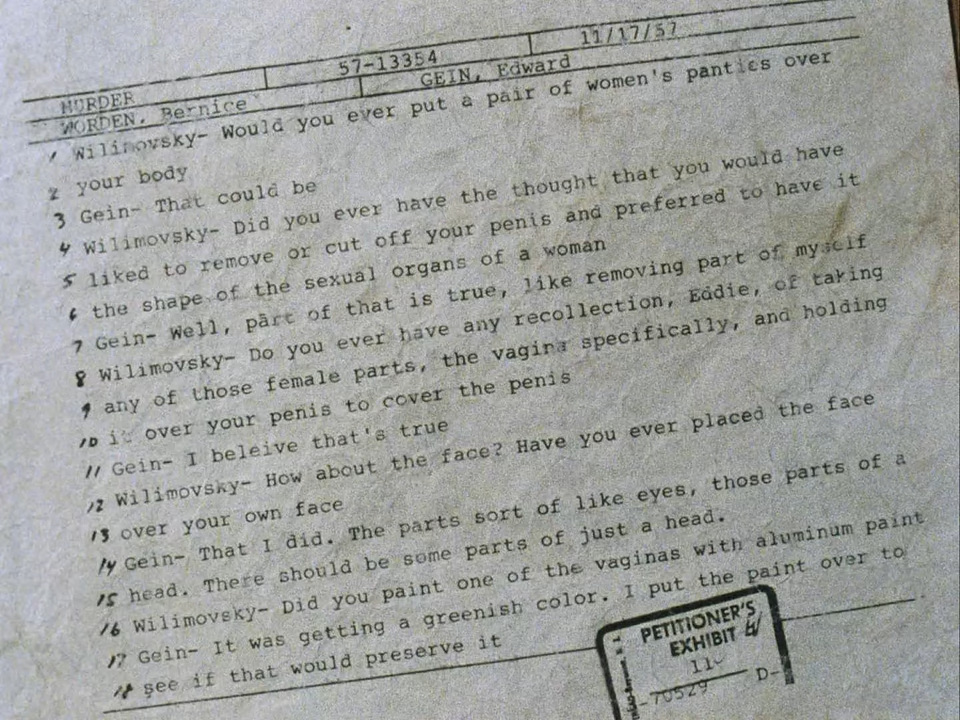 MURDER 57-13354 11/17/57
WORDEN, Bernice GEIN, Edward
1 Wilimovsky- Would you ever put a pair of women's panties over
2 your body
3 Gein- That could be
4 Wilimovsky- Did you ever have the thought that you would have
5 liked to remove or cut off your penis and preferred to have it
6 the shape of the sexual organs of a woman
7 Gein- Well, part of that is true, like removing part of myself
8 Wilimovsky- Do you ever have any recollection, Eddie, of taking
9 any of those female parts, the vagina specifically, and holding
10 it over your penis to cover the penis
11 Gein- I beleive that's true
12 Wilimovsky- How about the face? Have you ever placed the face
13 over your own face
14 Gein- That I did. The parts sort of like eyes, those parts of a
15 head. There should be some parts of just a head.
16 Wilimovsky- Did you paint one of the vaginas with aluminum paint
17 Gein- It was getting a greenish color. I put the paint over to
18 see if that would preserve it
PETITIONER'S
EXHIBIT
11
-70529 D-